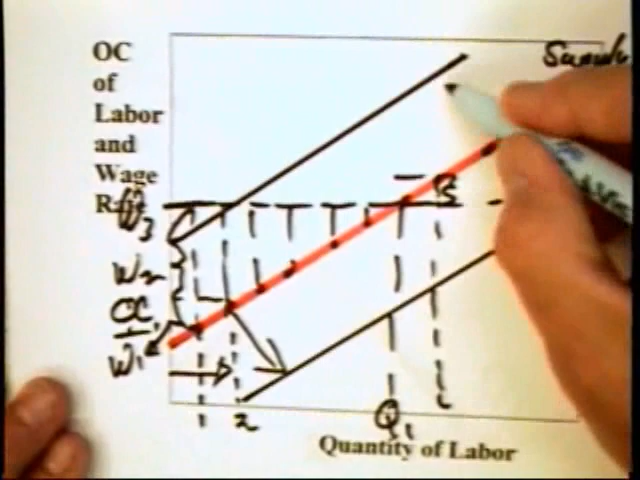 OC
of
Labor
and
Wage
W3
W2
OC
W1
1
2
Q1
Quantity of Labor